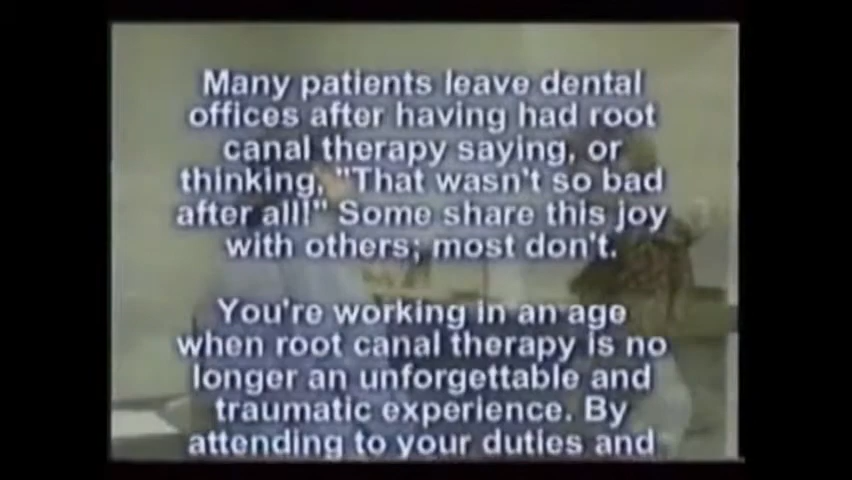 Many patients leave dental
offices after having had root
canal therapy saying, or
thinking, "That wasn't so bad
after all!" Some share this joy
with others; most don't.
You're working in an age
when root canal therapy is no
longer an unforgettable and
traumatic experience. By
attending to your duties and